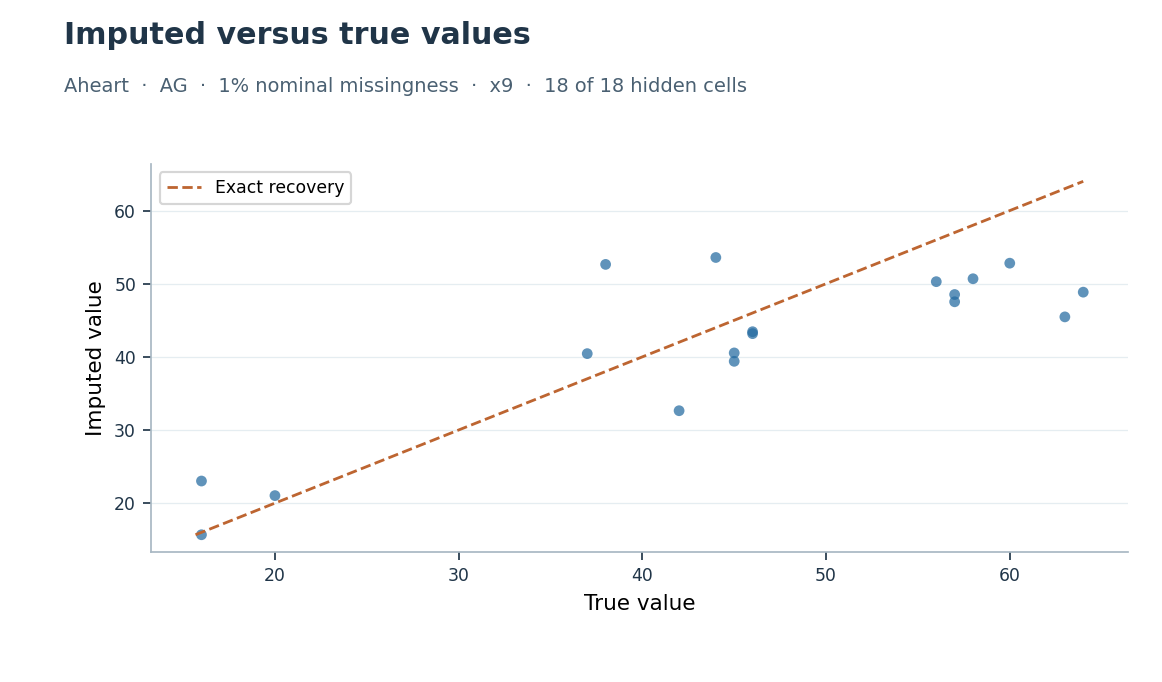 Imputed versus true values
Aheart · AG · 1% nominal missingness · x9 · 18 of 18 hidden cells
Exact recovery
60
50
40
30
20
Imputed value
20 30 40 50 60
True value